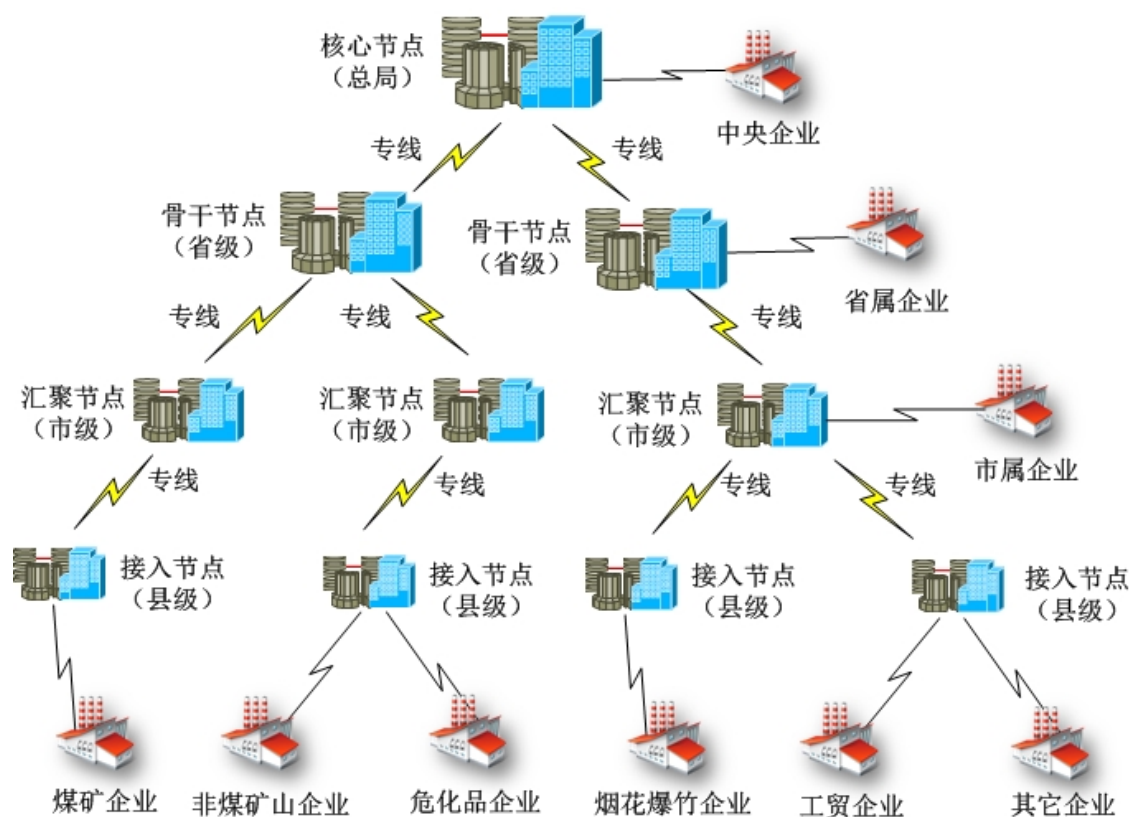 核心节点
（总局）
中央企业
专线
专线
骨干节点
（省级）
骨干节点
（省级）
省属企业
专线
专线
专线
汇聚节点
（市级）
汇聚节点
（市级）
汇聚节点
（市级）
市属企业
专线
专线
专线
专线
接入节点
（县级）
接入节点
（县级）
接入节点
（县级）
接入节点
（县级）
煤矿企业
非煤矿山企业
危化品企业
烟花爆竹企业
工贸企业
其它企业